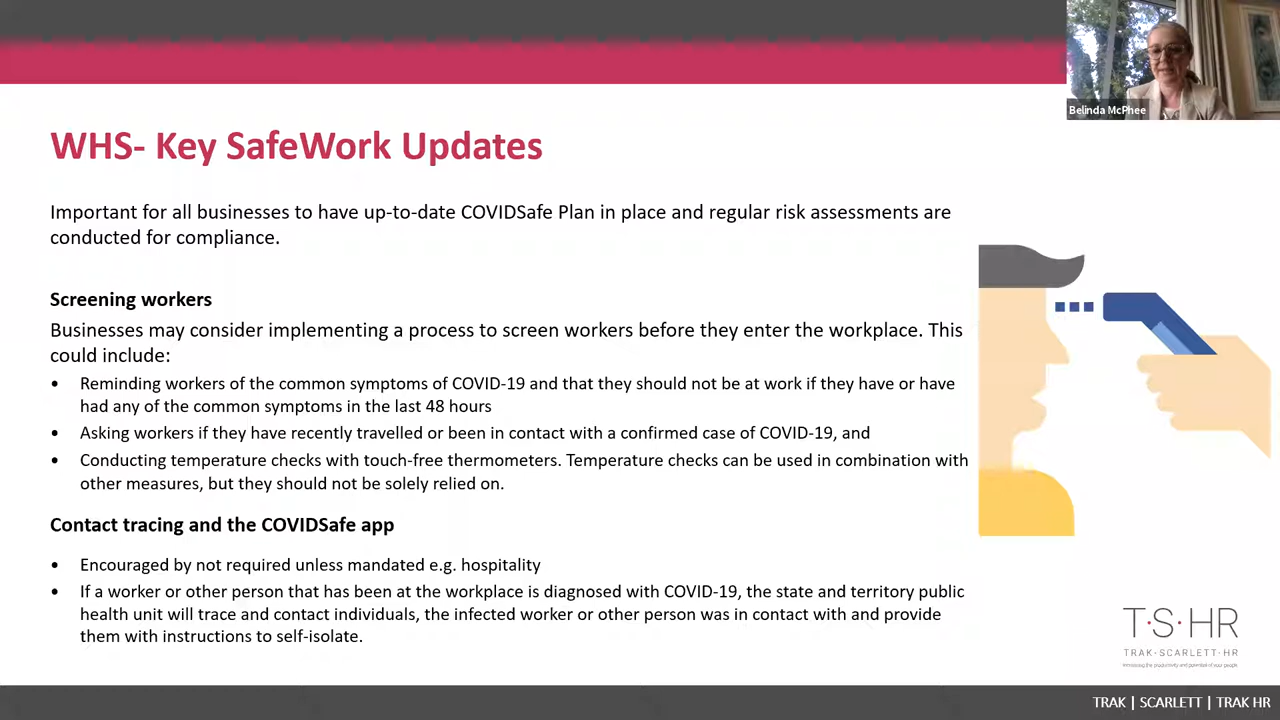 Belinda McPhee
WHS- Key SafeWork Updates
Important for all businesses to have up-to-date COVIDSafe Plan in place and regular risk assessments are
conducted for compliance.
Screening workers
Businesses may consider implementing a process to screen workers before they enter the workplace. This
could include:
• Reminding workers of the common symptoms of COVID-19 and that they should not be at work if they have or have
had any of the common symptoms in the last 48 hours
• Asking workers if they have recently travelled or been in contact with a confirmed case of COVID-19, and
• Conducting temperature checks with touch-free thermometers. Temperature checks can be used in combination with
other measures, but they should not be solely relied on.
Contact tracing and the COVIDSafe app
• Encouraged by not required unless mandated e.g. hospitality
• If a worker or other person that has been at the workplace is diagnosed with COVID-19, the state and territory public
health unit will trace and contact individuals, the infected worker or other person was in contact with and provide
them with instructions to self-isolate.
T·S·HR
TRAK·SCARLETT·HR
increasing the productivity and potential of your people
TRAK | SCARLETT | TRAK HR